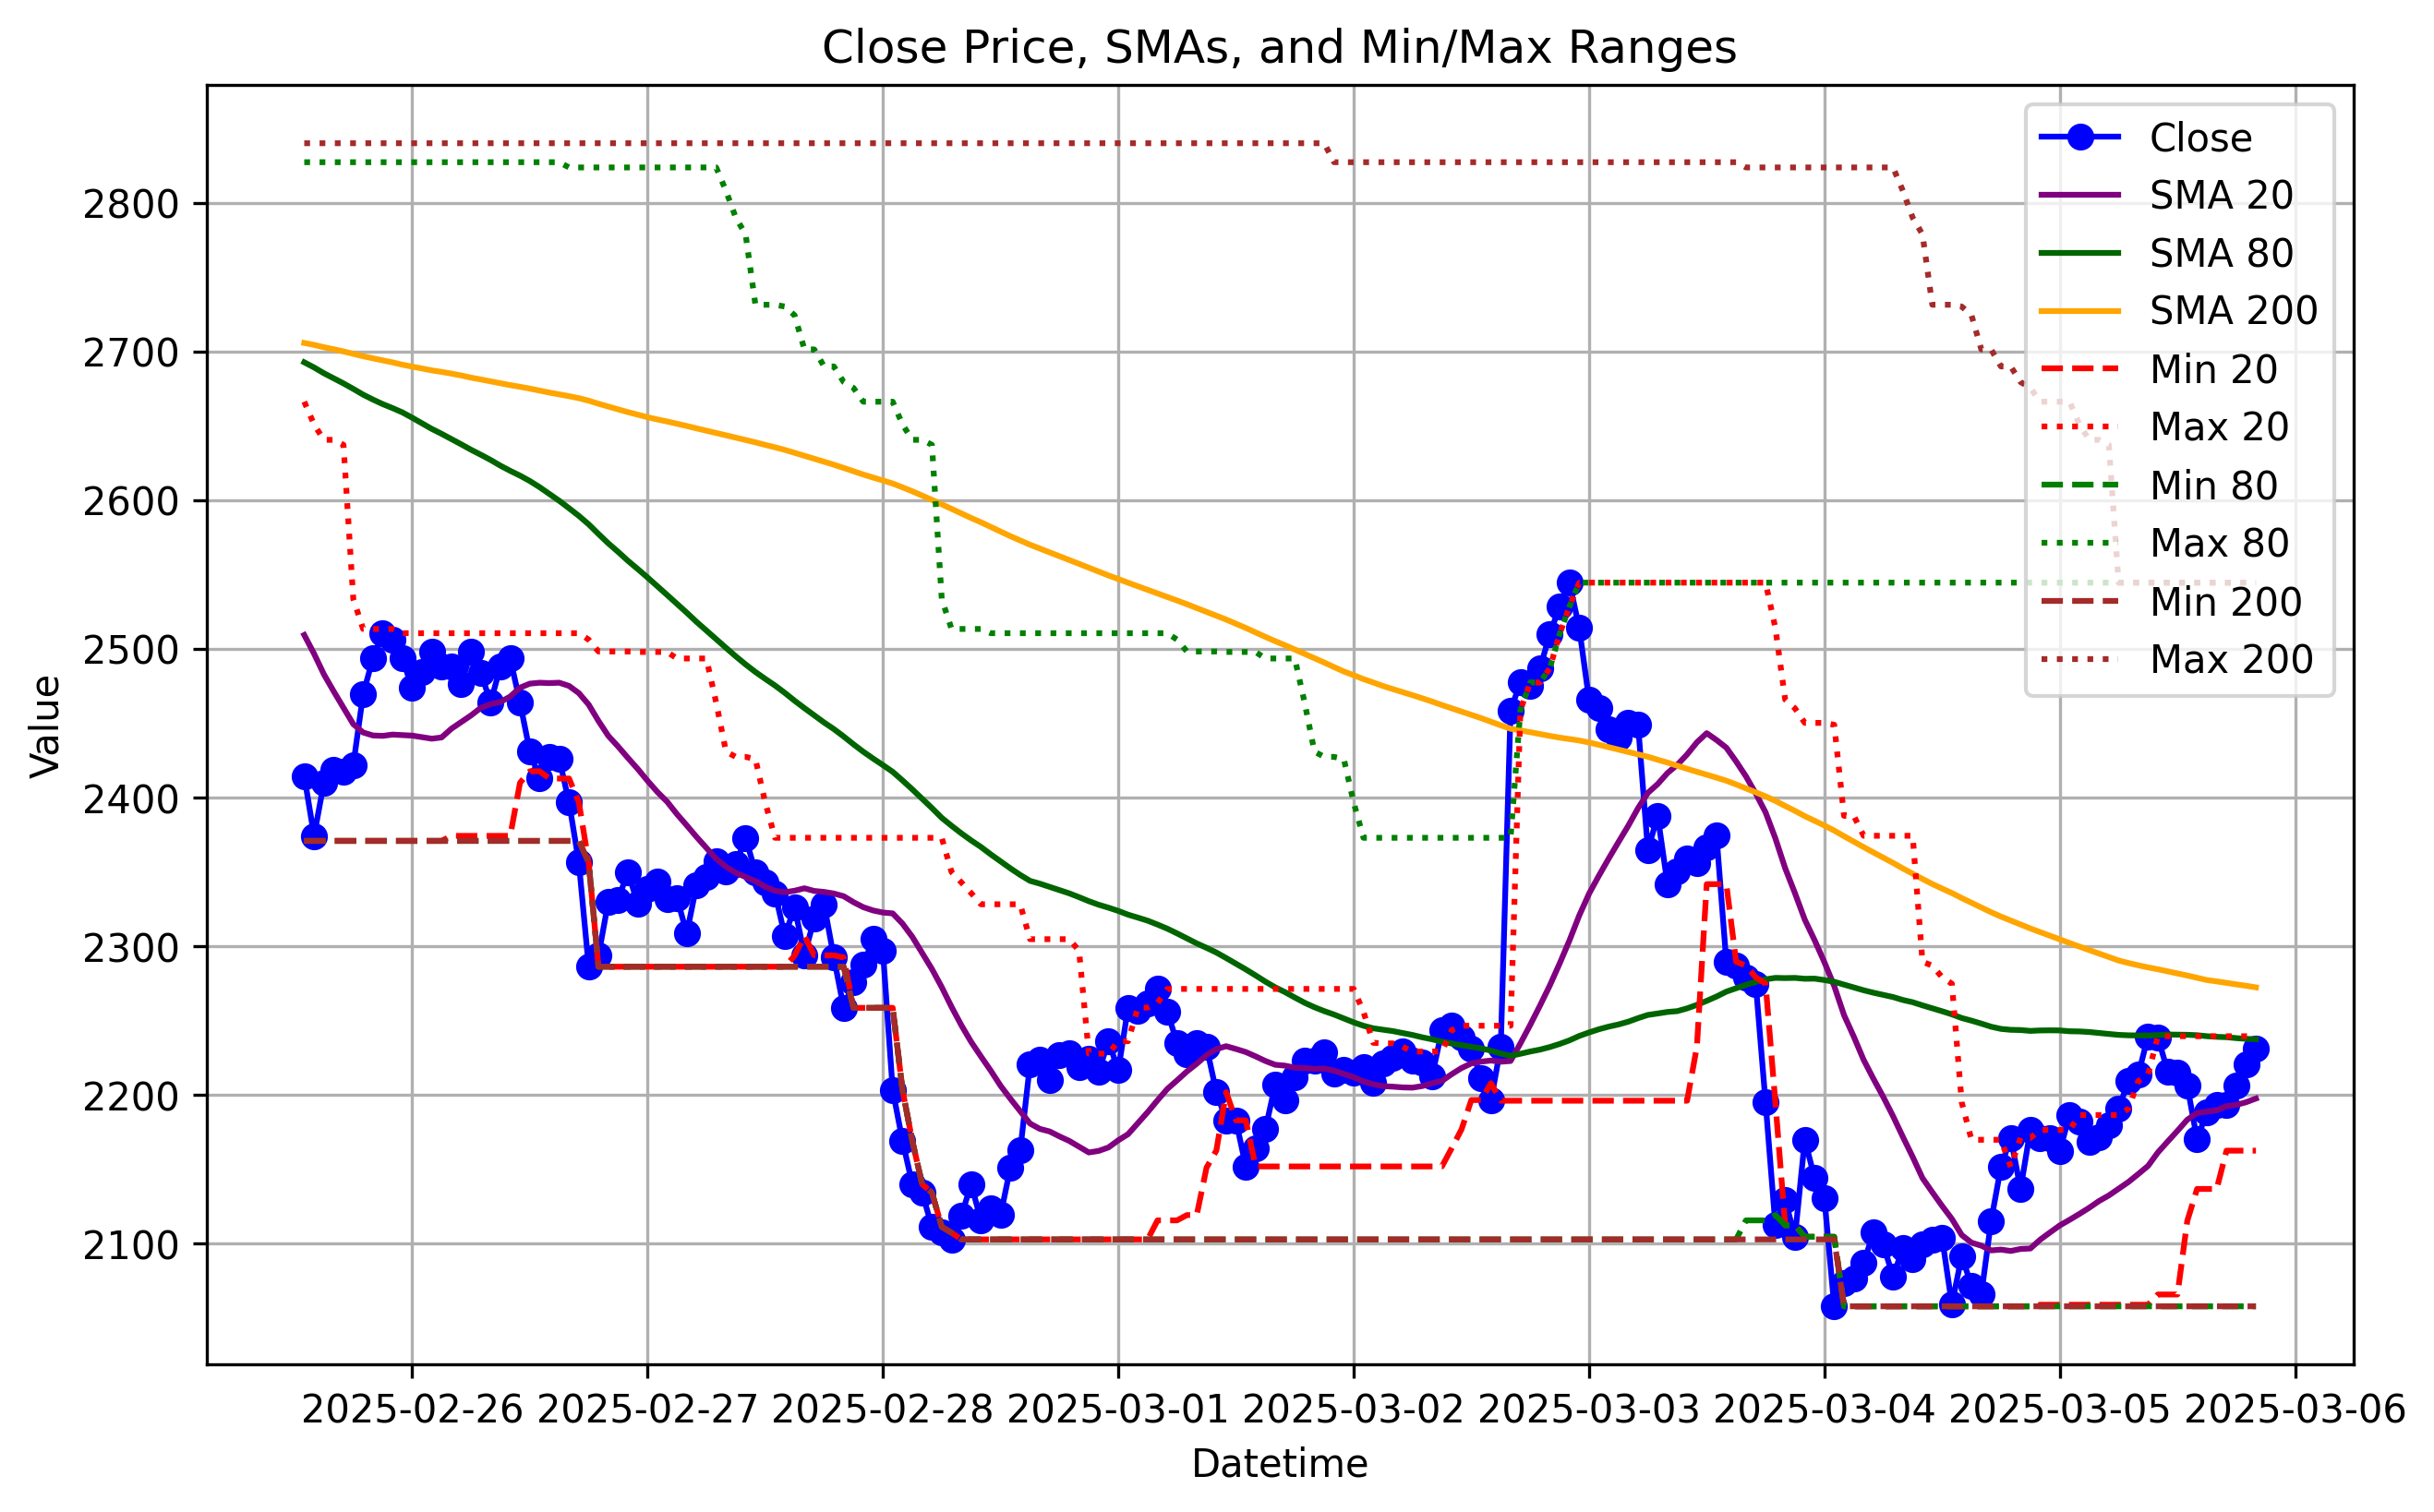 Close Price, SMAs, and Min/Max Ranges
Close
SMA 20
SMA 80
SMA 200
Min 20
Max 20
Min 80
Max 80
Min 200
Max 200
Value
2800
2700
2600
2500
2400
2300
2200
2100
2025-02-26 2025-02-27 2025-02-28 2025-03-01 2025-03-02 2025-03-03 2025-03-04 2025-03-05 2025-03-06
Datetime